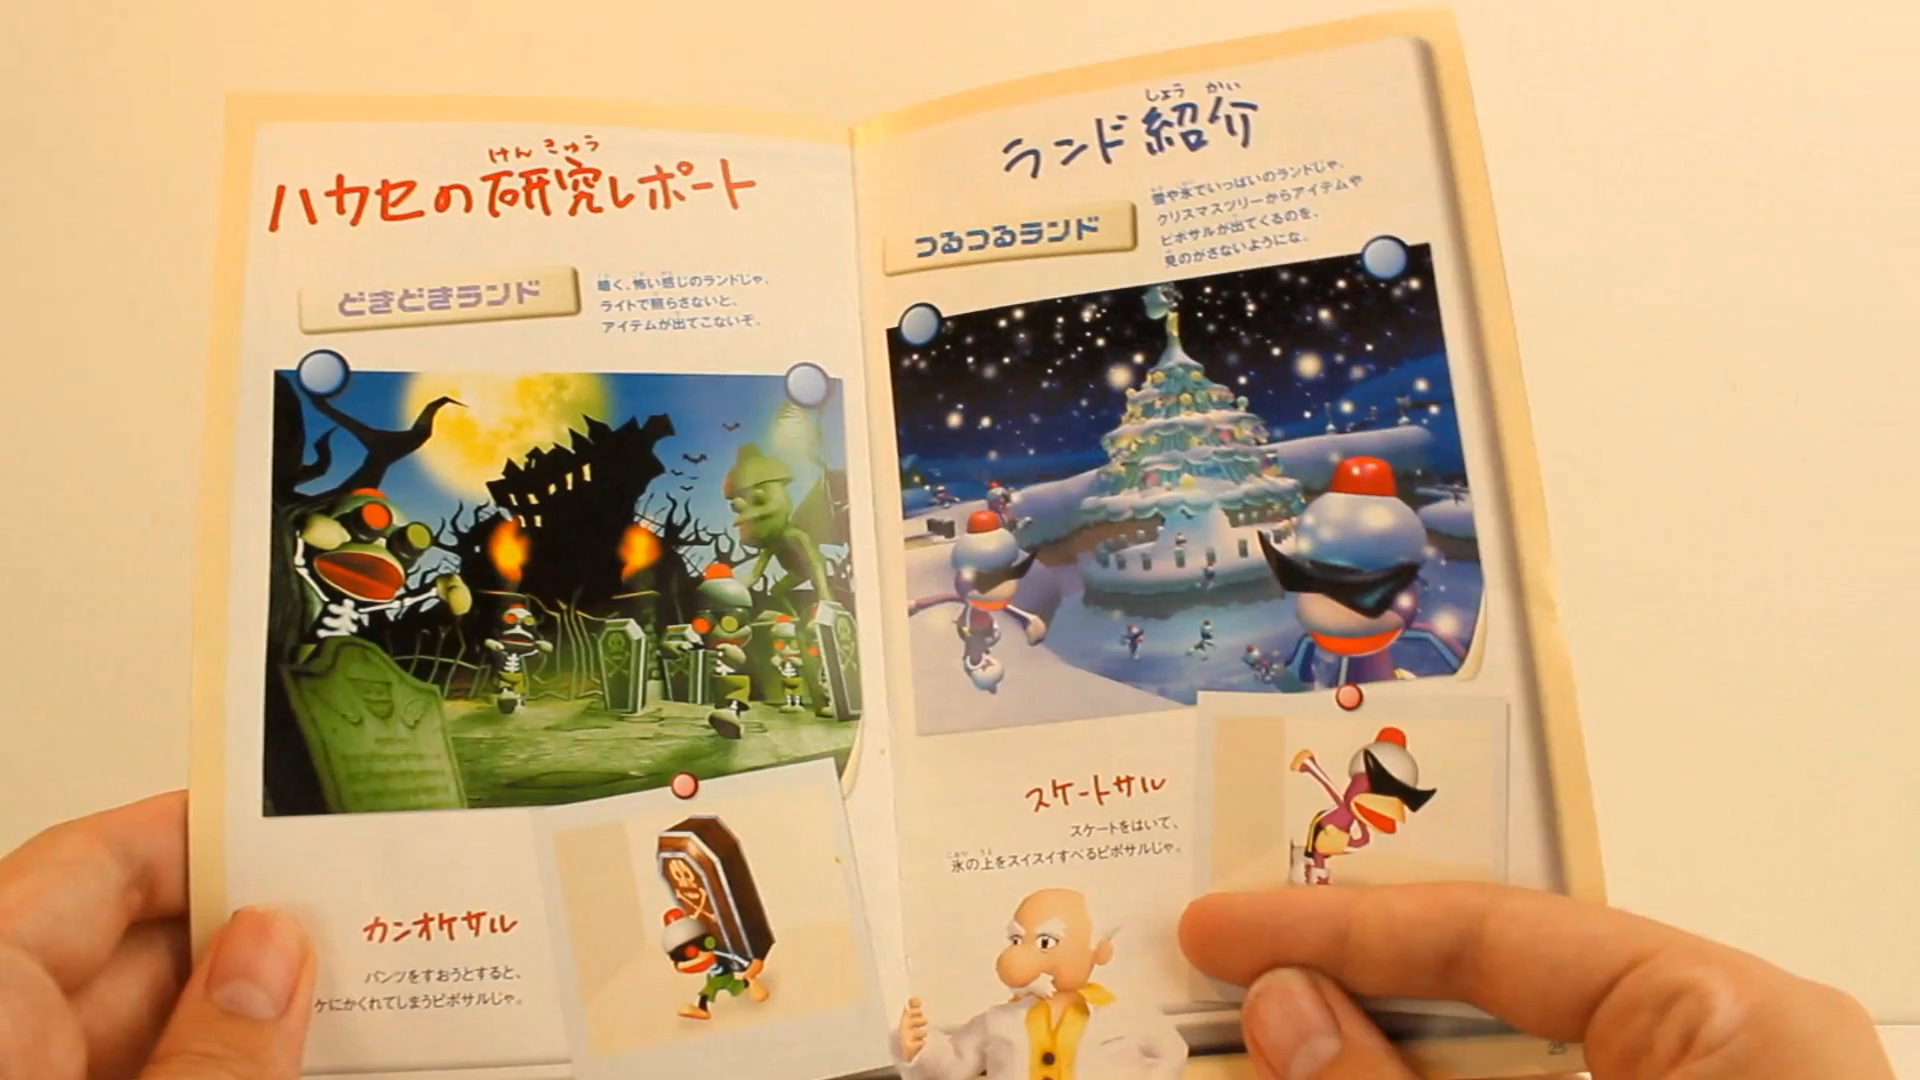 けんきゅう
ハカセの研究レポート
どきどきランド
暗く、怖い感じのランドじゃ。
ライトで照らさないと、
アイテムが出てこないぞ。
カンオケサル
パンツをすおうとすると、
ケにかくれてしまうピポサルじゃ。
しょうかい
ランド紹介
つるつるランド
雪や氷でいっぱいのランドじゃ。
クリスマスツリーからアイテムや
ピポサルが出てくるのを、
見のがさないようにな。
スケートサル
スケートをはいて、
氷の上をスイスイすべるピポサルじゃ。
25